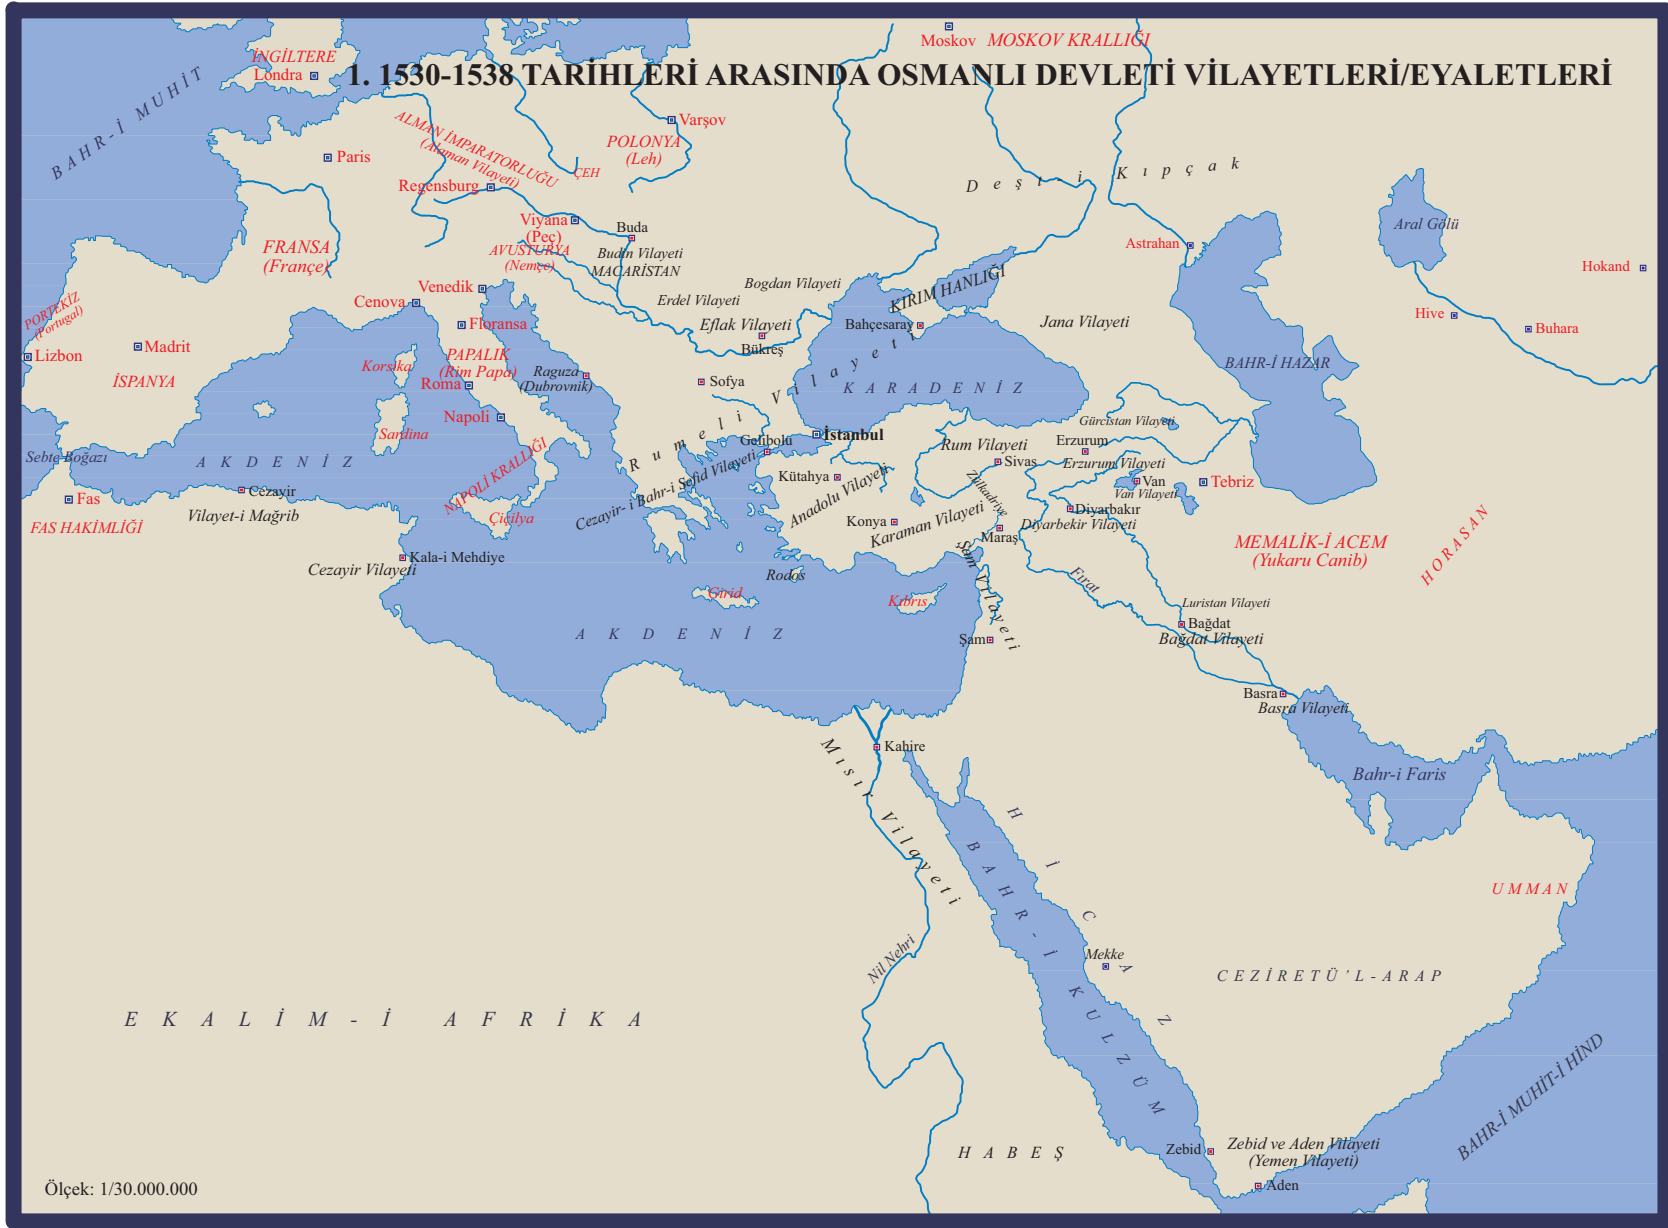 Moskov
MOSKOV KRALLIĞI
İNGİLTERE
Londra
1. 1530-1538 TARİHLERİ ARASINDA OSMANLI DEVLETİ VİLAYETLERİ/EYALETLERİ
BAHR-İ MUHİT
Paris
ALMAN İMPARATORLUĞU
(Alaman Vilayeti)
Varşov
POLONYA
(Leh)
ÇEH
Regensburg
Deşt-i Kıpçak
Viyana
(Peç)
Buda
AVUSTURYA
(Nemçe)
Budin Vilayeti
MACARİSTAN
FRANSA
(Françe)
Astrahan
Aral Gölü
Hokand
Venedik
Cenova
Floransa
Erdel Vilayeti
Bogdan Vilayeti
KIRIM HANLIĞI
Eflak Vilayeti
Bahçesaray
Jana Vilayeti
Hive
Buhara
PORTEKİZ
(Portugal)
Lizbon
Madrit
İSPANYA
Korsika
PAPALIK
(Rim Papa)
Roma
Raguza
(Dubrovnik)
Bükreş
Sofya
BAHR-İ HAZAR
KARADENİZ
Rumeli Vilayeti
Sardina
Napoli
NAPOLİ KRALLIĞI
Gelibolu
İstanbul
Gürcistan Vilayeti
Rum Vilayeti
Erzurum
Sebte Boğazı
AKDENİZ
Sivas
Erzurum Vilayeti
Fas
Cezayir
Kütahya
Zülkadriye
Van
Van Vilayeti
Tebriz
FAS HAKİMLİĞİ
Vilayet-i Mağrib
Çiçilya
Cezayir-i Bahr-i Sefid Vilayeti
Anadolu Vilayeti
Konya
Karaman Vilayeti
Maraş
Diyarbakır
Diyarbekir Vilayeti
MEMALİK-İ ACEM
(Yukaru Canib)
HORASAN
Kala-i Mehdiye
Cezayir Vilayeti
Rodos
Girid
Kıbrıs
Şam Vilayeti
Fırat
Luristan Vilayeti
Bağdat
Bağdat Vilayeti
AKDENİZ
Şam
Basra
Basra Vilayeti
Kahire
Mısır Vilayeti
Bahr-i Faris
HİCAZ
BAHR-İ KULZÜM
UMMAN
Nil Nehri
Mekke
CEZİRETÜ'L-ARAP
EKALİM-İ AFRİKA
BAHR-İ MUHİT-İ HİND
HABEŞ
Zebid
Zebid ve Aden Vilayeti
(Yemen Vilayeti)
Aden
Ölçek: 1/30.000.000